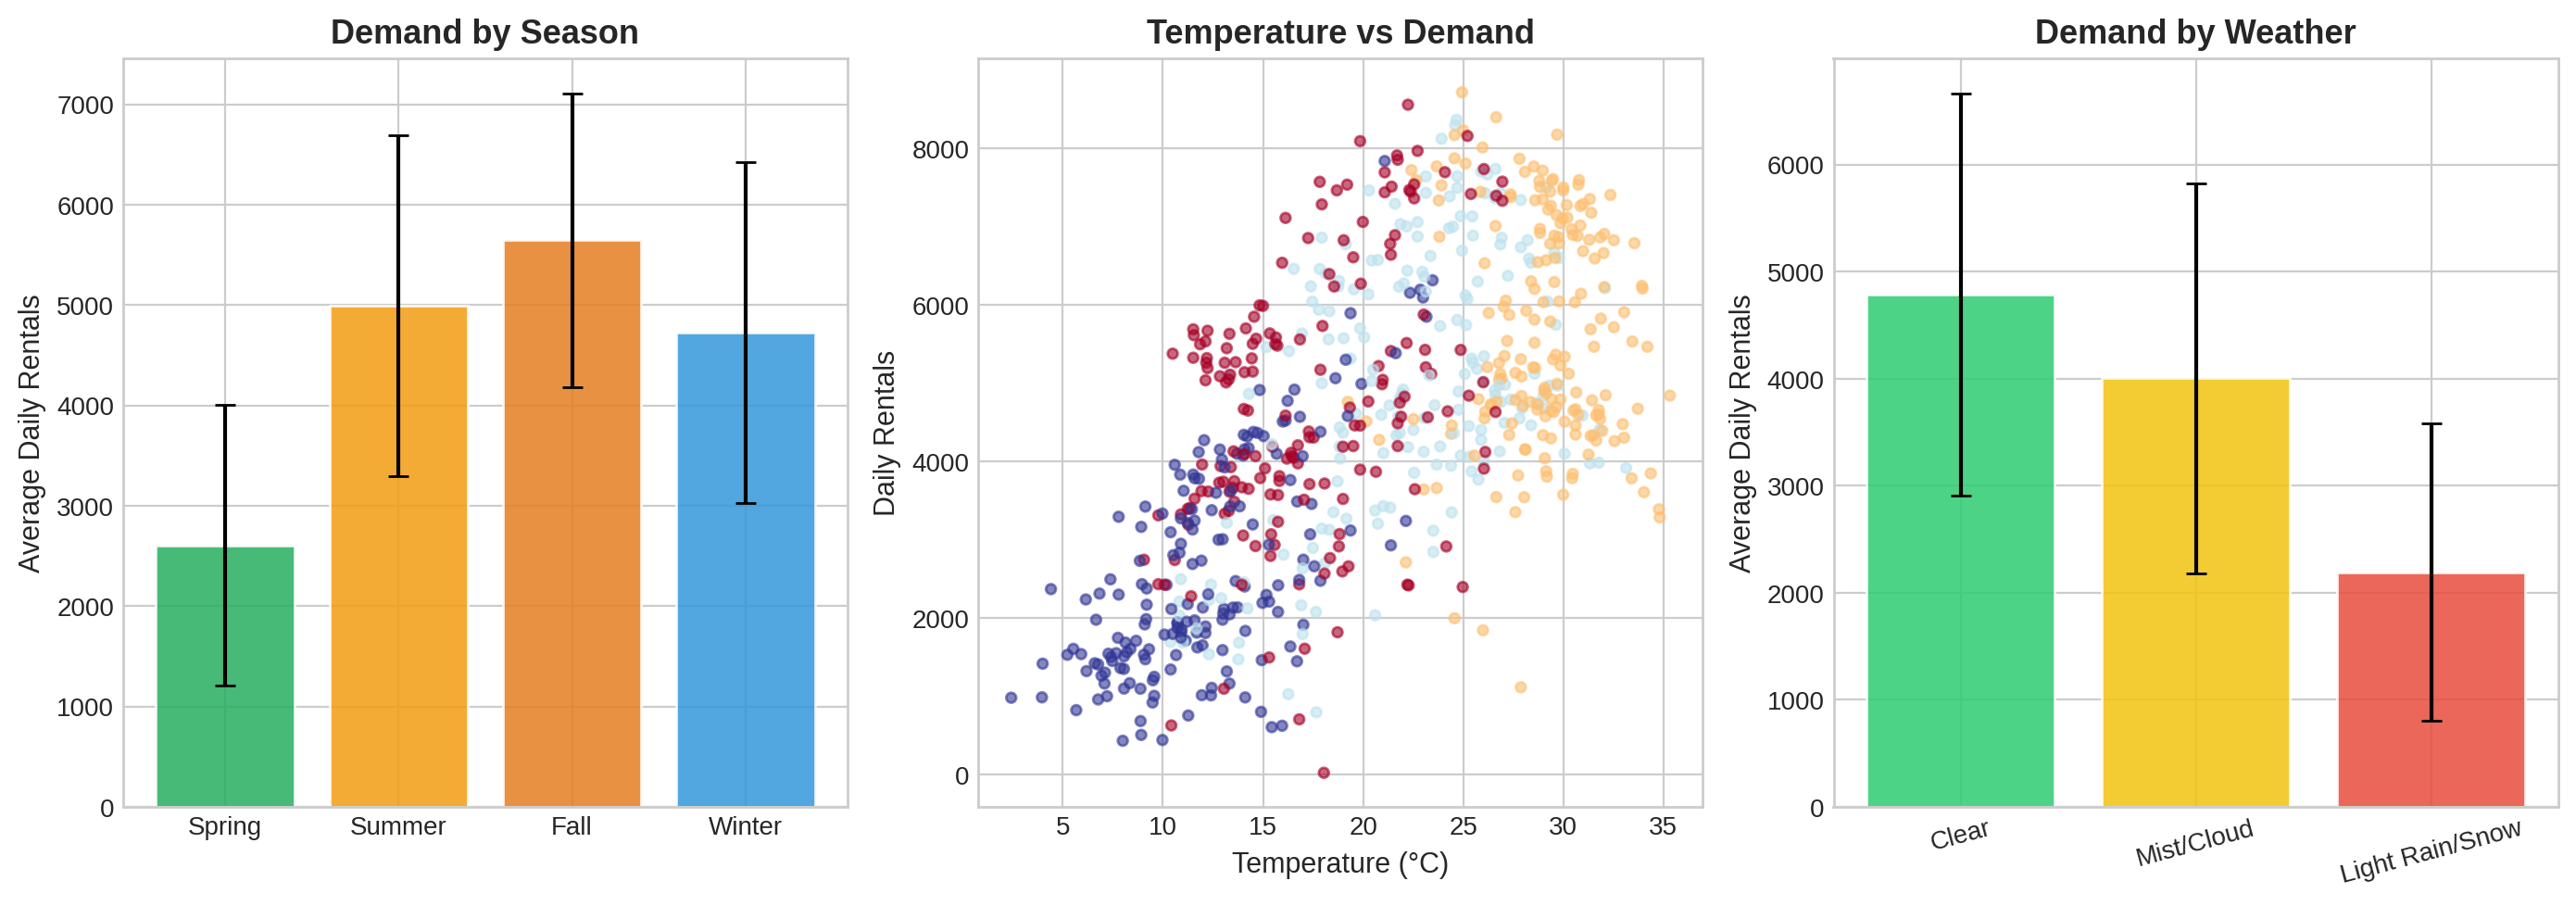 Demand by Season
Average Daily Rentals
7000
6000
5000
4000
3000
2000
1000
0
Spring Summer Fall Winter
Temperature vs Demand
Daily Rentals
8000
6000
4000
2000
0
5 10 15 20 25 30 35
Temperature (°C)
Demand by Weather
Average Daily Rentals
6000
5000
4000
3000
2000
1000
0
Clear Mist/Cloud Light Rain/Snow